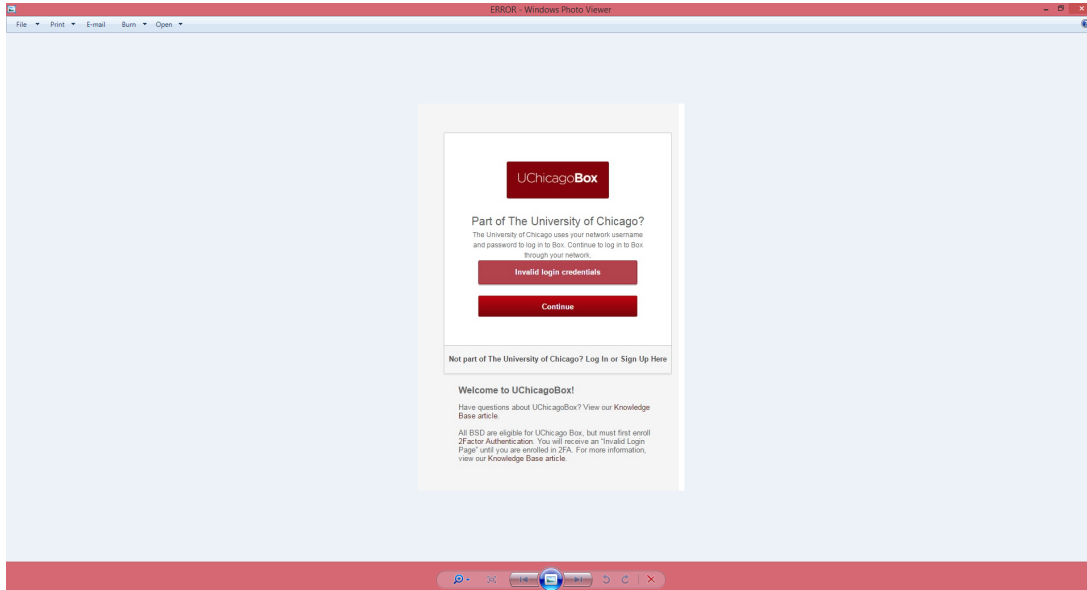 ERROR - Windows Photo Viewer
File Print E-mail Burn Open
UChicagoBox
Part of The University of Chicago?
The University of Chicago uses your network username
and password to log in to Box. Continue to log in to Box
through your network.
Invalid login credentials
Continue
Not part of The University of Chicago? Log In or Sign Up Here
Welcome to UChicagoBox!
Have questions about UChicagoBox? View our Knowledge
Base article.
All BSD are eligible for UChicago Box, but must first enroll
2Factor Authentication. You will receive an "Invalid Login
Page" until you are enrolled in 2FA. For more information,
view our Knowledge Base article.